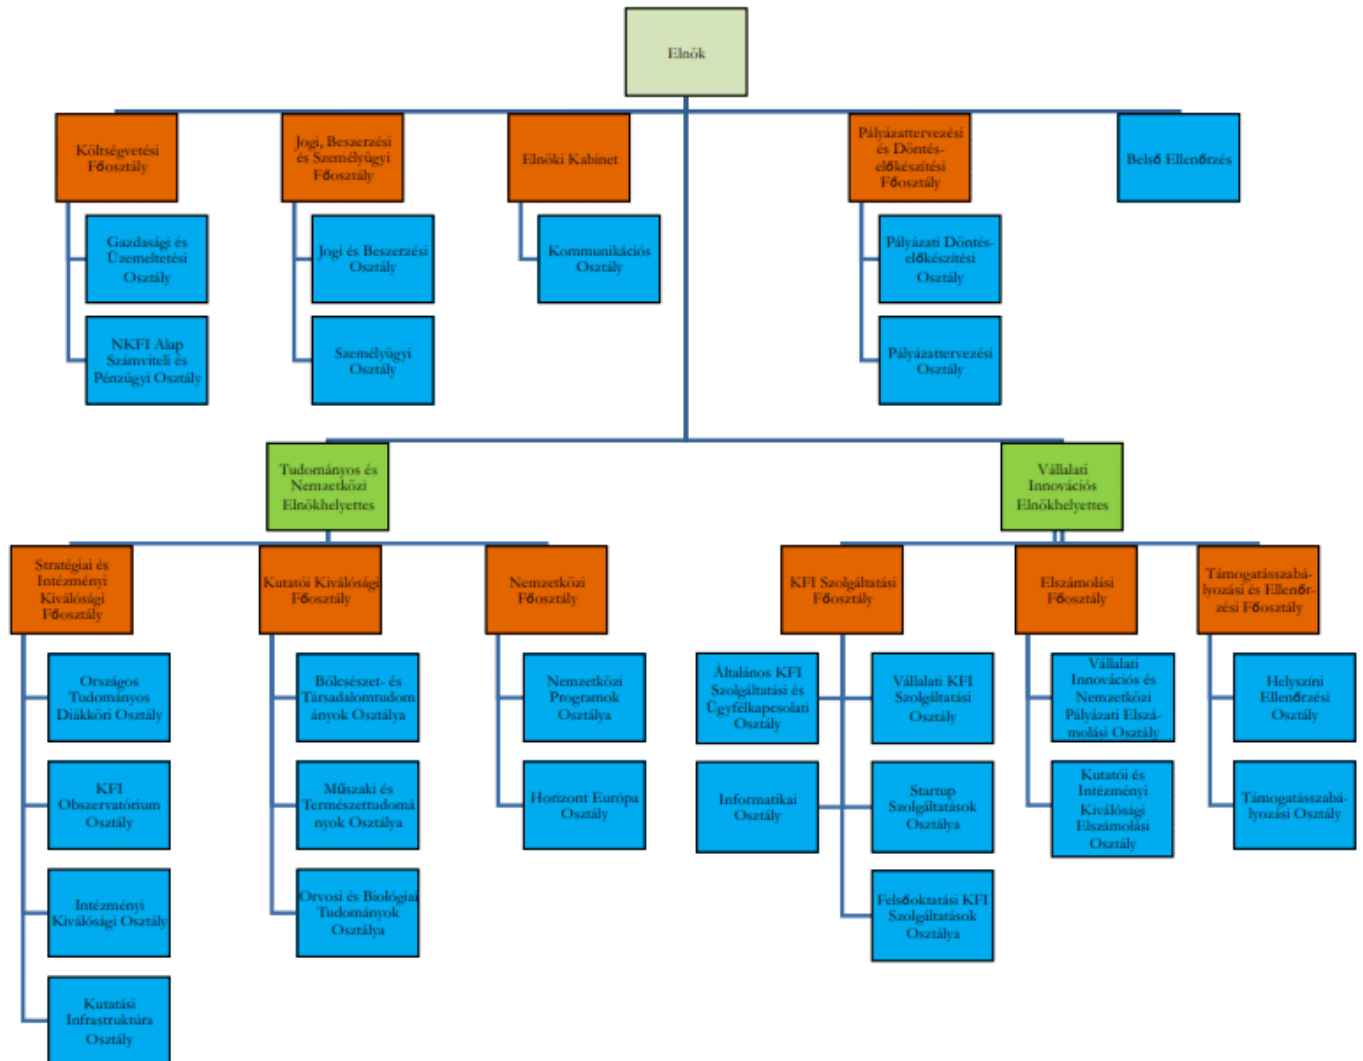 Elnök
Költségvetési
Főosztály
Jogi, Beszerzési
és Személyügyi
Főosztály
Elnöki Kabinet
Pályázattervezési
és Döntés-
előkészítési
Főosztály
Belső Ellenőrzés
Gazdasági és
Üzemeltetési
Osztály
Jogi és Beszerzési
Osztály
Kommunikációs
Osztály
Pályázati Döntés-
előkészítési
Osztály
NKFI Alap
Számviteli és
Pénzügyi Osztály
Személyügyi
Osztály
Pályázattervezési
Osztály
Tudományos és
Nemzetközi
Elnökhelyettes
Vállalati
Innovációs
Elnökhelyettes
Stratégiai és
Intézményi
Kiválósági
Főosztály
Kutatói Kiválósági
Főosztály
Nemzetközi
Főosztály
KFI Szolgáltatási
Főosztály
Elszámolási
Főosztály
Támogatásszabá-
lyozási és Ellenőr-
zési Főosztály
Országos
Tudományos
Diákköri Osztály
Bölcsészet- és
Társadalomtudom
ányok Osztálya
Nemzetközi
Programok
Osztálya
Általános KFI
Szolgáltatási és
Ügyfélkapcsolati
Osztály
Vállalati KFI
Szolgáltatási
Osztály
Vállalati
Innovációs és
Nemzetközi
Pályázati Elszá-
molási Osztály
Helyszíni
Ellenőrzési
Osztály
KFI
Obszervatórium
Osztály
Műszaki és
Természettudomá
nyok Osztálya
Horizont Európa
Osztály
Informatikai
Osztály
Startup
Szolgáltatások
Osztálya
Kutatói és
Intézményi
Kiválósági
Elszámolási
Osztály
Támogatásszabá-
lyozási Osztály
Intézményi
Kiválósági Osztály
Orvosi és Biológiai
Tudományok
Osztálya
Felsőoktatási KFI
Szolgáltatások
Osztálya
Kutatási
Infrastruktúra
Osztály